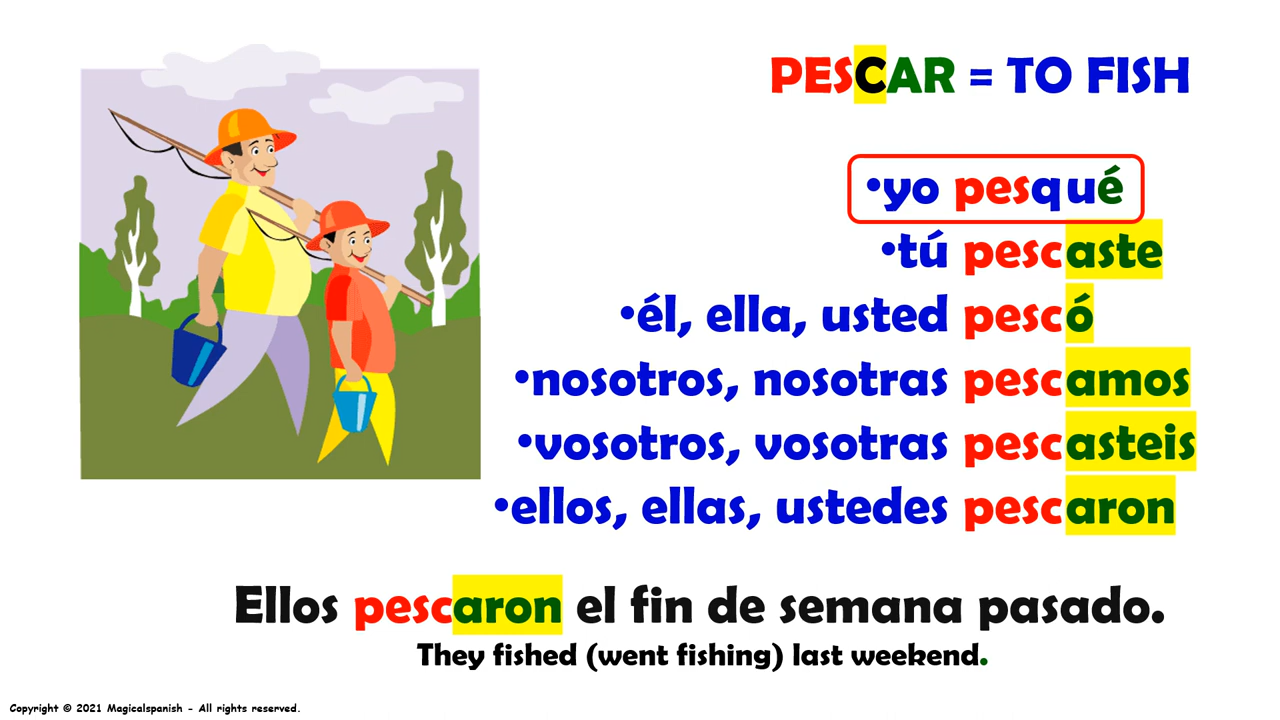 PESCAR = TO FISH
•yo pesqué
•tú pescaste
•él, ella, usted pescó
•nosotros, nosotras pescamos
•vosotros, vosotras pescasteis
•ellos, ellas, ustedes pescaron
Ellos pescaron el fin de semana pasado.
They fished (went fishing) last weekend.
Copyright © 2021 Magicalspanish - All rights reserved.